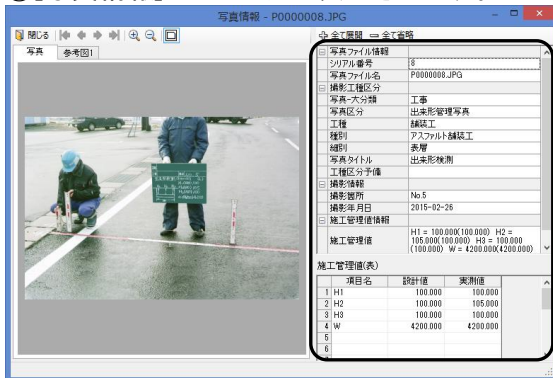 写真情報 - P0000008.JPG
閉じる
全て展開 全て省略
写真 参考図1
写真ファイル情報
シリアル番号 8
写真ファイル名 P0000008.JPG
撮影工種区分
写真-大分類 工事
写真区分 出来形管理写真
工種 舗装工
種別 アスファルト舗装工
細別 表層
写真タイトル 出来形検測
工種区分予備
撮影情報
撮影箇所 No.5
撮影年月日 2015-02-26
施工管理値情報
施工管理値 H1 = 100.000(100.000) H2 =
105.000(100.000) H3 = 100.000
(100.000) W = 4200.000(4200.000)
施工管理値(表)
項目名 設計値 実測値
1 H1 100.000 100.000
2 H2 100.000 105.000
3 H3 100.000 100.000
4 W 4200.000 4200.000
5
6